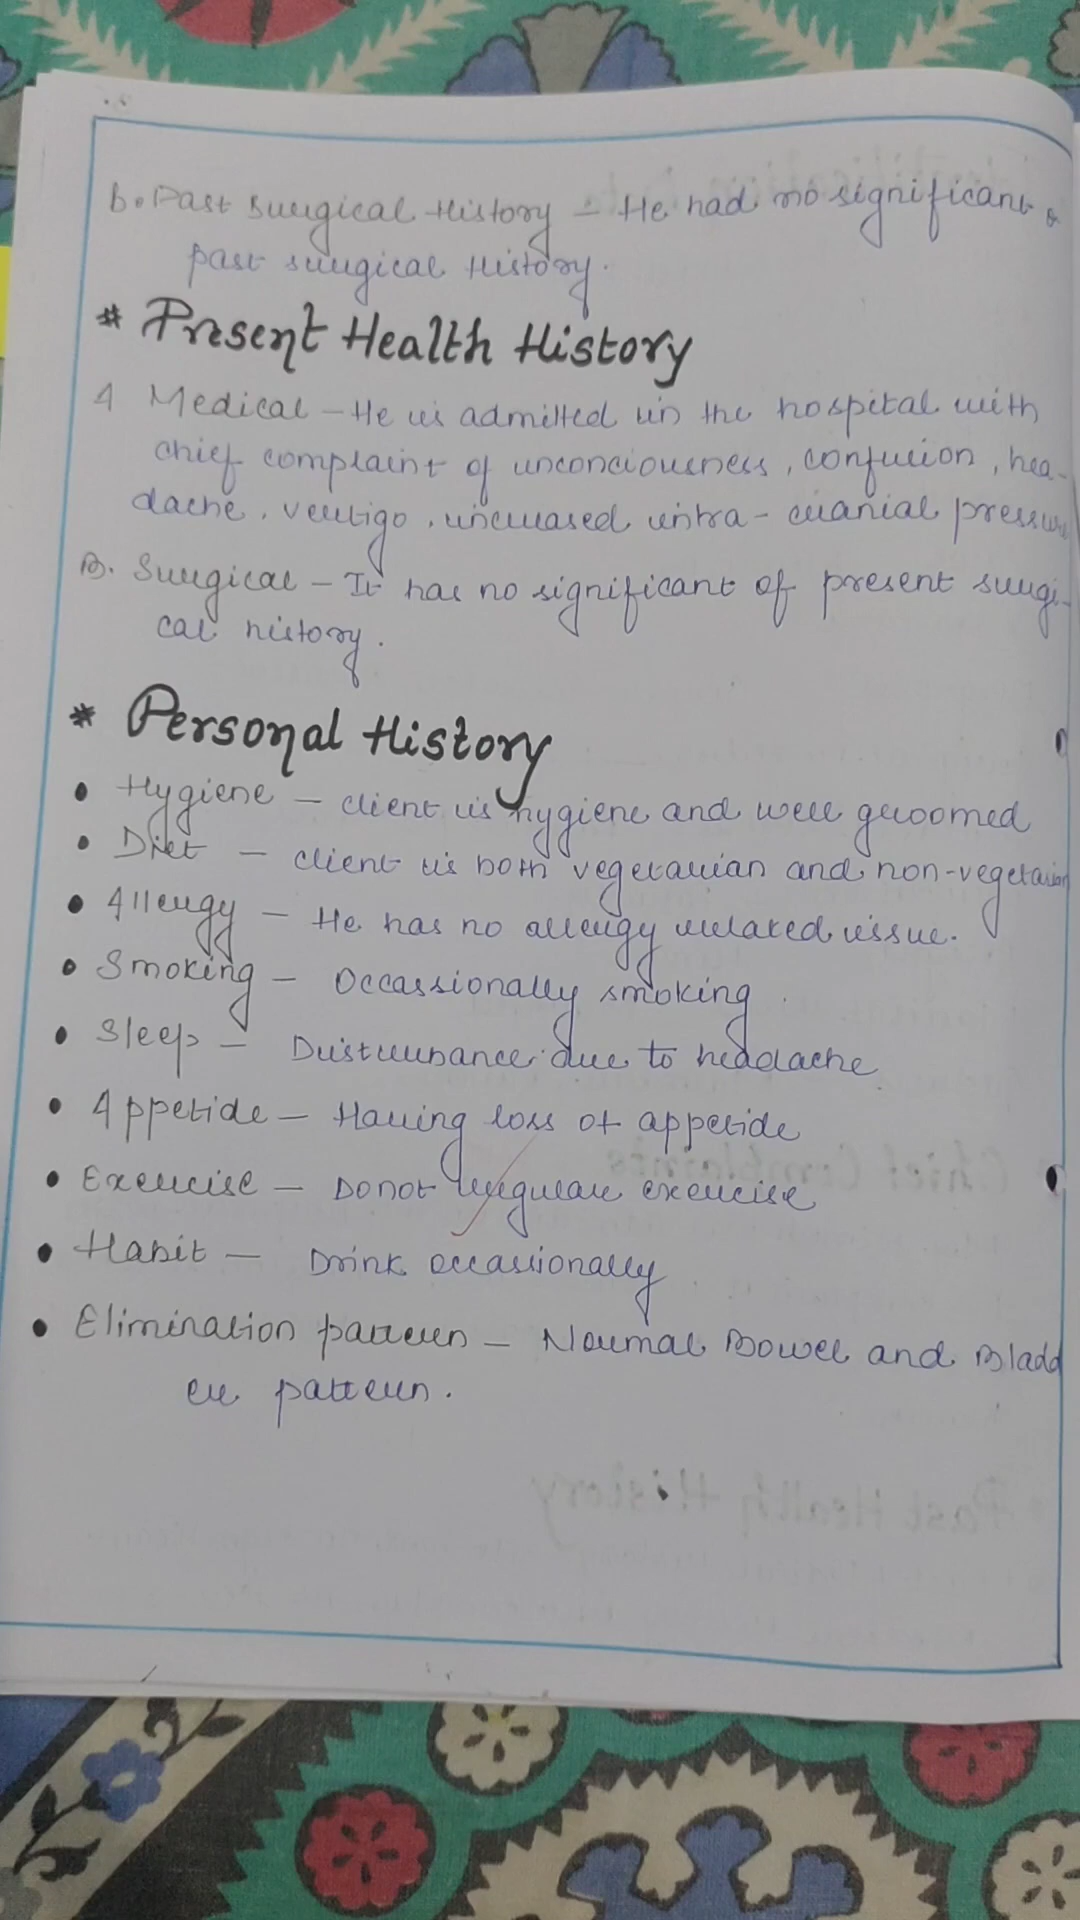 b. Past Surgical History - He had no significant
past surgical History.
* Present Health History
A Medical - He is admitted in the hospital with
chief complaint of unconciousness, confusion, hea-
dache, vertigo, increased intra-cranial pressure
B. Surgical - It has no significant of present surgi-
cal history.
* Personal History
• Hygiene - client is hygiene and well groomed
• Diet - client is both vegetarian and non-vegetarian
• Allergy - He has no allergy related issue.
• Smoking - Occassionally smoking.
• Sleep - Disturbance due to headache
• Appetide - Having loss of appetide
• Exercise - Do not regular exercise
• Habit - Drink occassionally
• Elimination pattern - Normal Bowel and Bladd
er pattern.